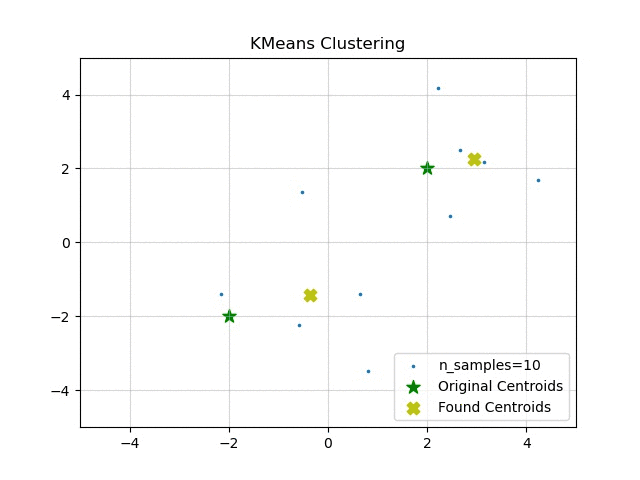 KMeans Clustering
4
2
0
−2
−4
n_samples=10
Original Centroids
Found Centroids
−4 −2 0 2 4